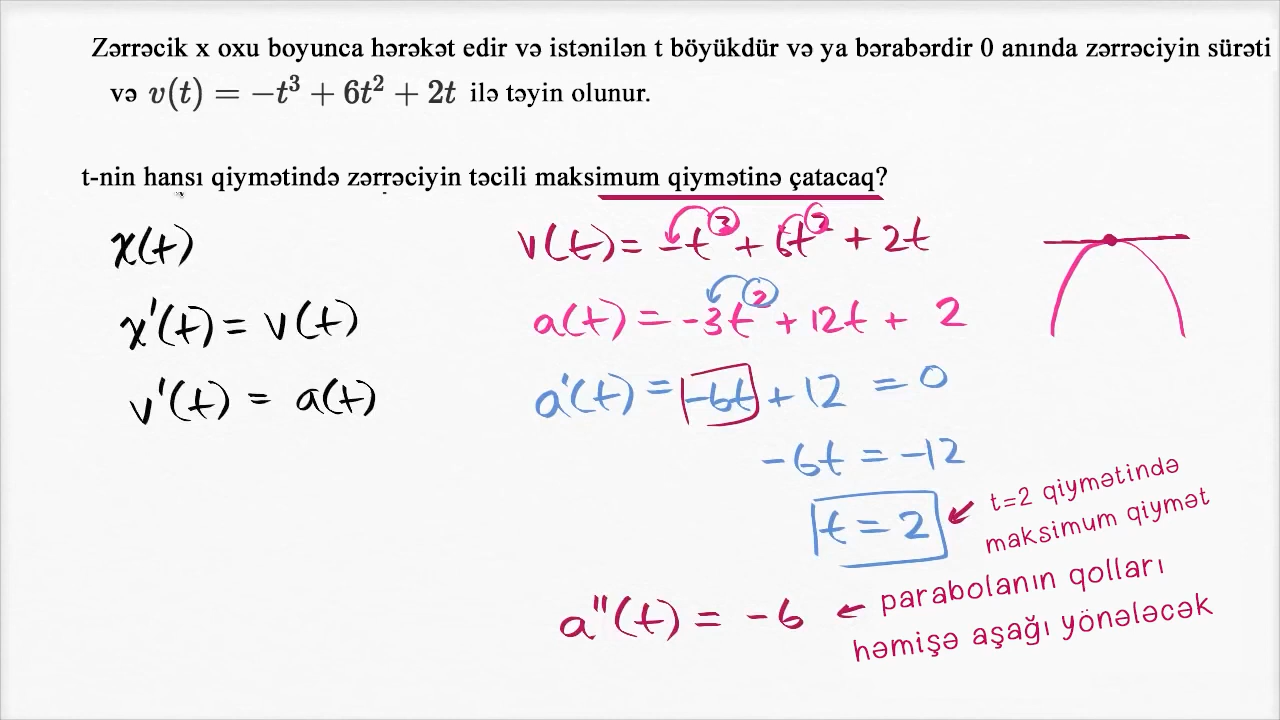 Zərrəcik x oxu boyunca hərəkət edir və istənilən t böyükdür və ya bərabərdir 0 anında zərrəciyin sürəti
və v(t) = −t³ + 6t² + 2t ilə təyin olunur.
t-nin hansı qiymətində zərrəciyin təcili maksimum qiymətinə çatacaq?
x(t)
x'(t) = v(t)
v'(t) = a(t)
v(t) = -t³ + 6t² + 2t
a(t) = -3t² + 12t + 2
a'(t) = -6t + 12 = 0
-6t = -12
t = 2
t=2 qiymətində
maksimum qiymət
a''(t) = -6
parabolanın qolları
həmişə aşağı yönələcək